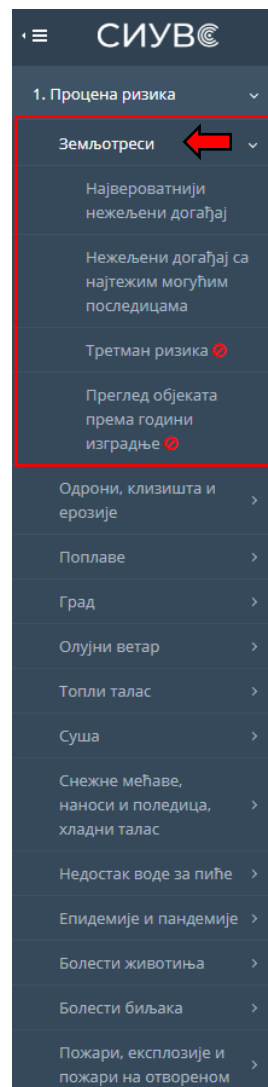 СИУВС
1. Процена ризика
Земљотреси
Највероватнији
нежељени догађај
Нежељени догађај са
најтежим могућим
последицама
Третман ризика
Преглед објеката
према години
изградње
Одрони, клизишта и
ерозије
Поплаве
Град
Олујни ветар
Топли талас
Суша
Снежне мећаве,
наноси и поледица,
хладни талас
Недостак воде за пиће
Епидемије и пандемије
Болести животиња
Болести биљака
Пожари, експлозије и
пожари на отвореном